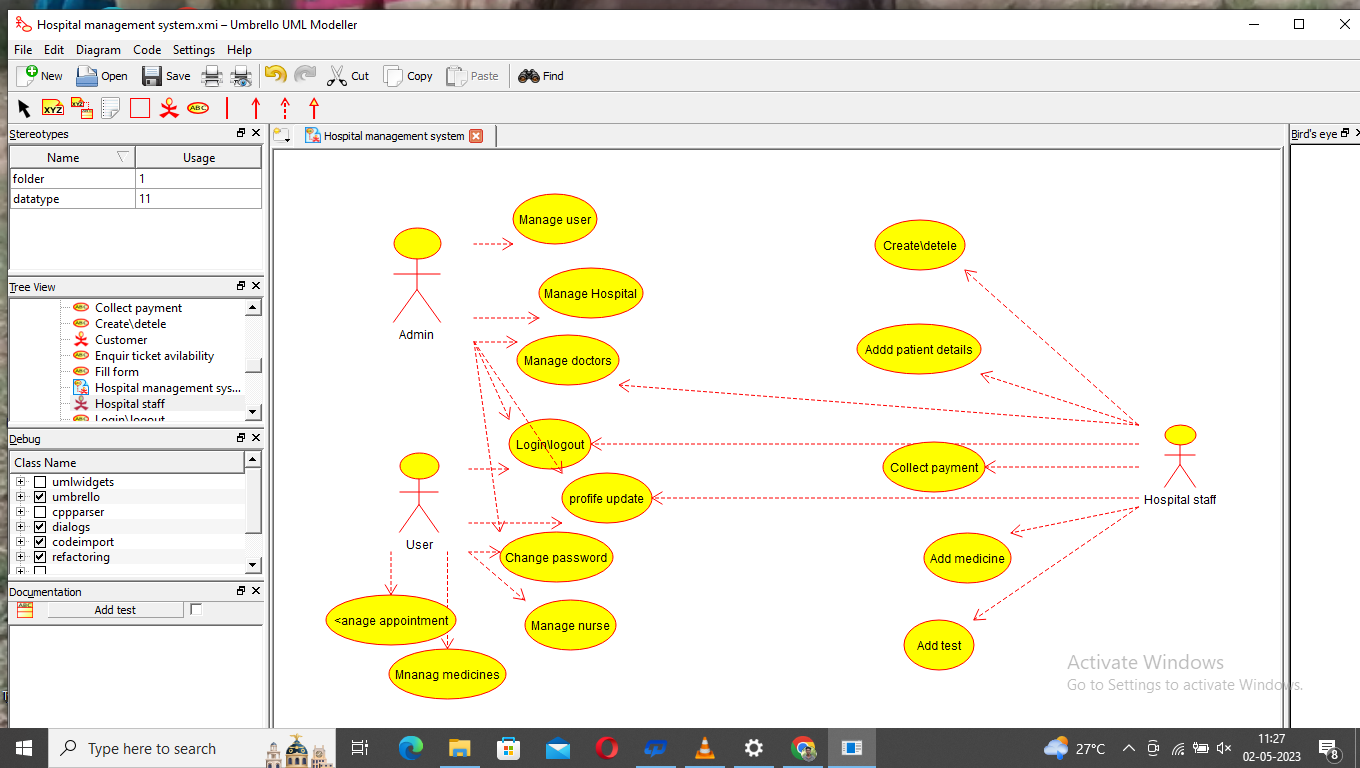 Hospital management system.xmi – Umbrello UML Modeller
File Edit Diagram Code Settings Help
New Open Save Cut Copy Paste Find
XYZ XYZ ABC
Stereotypes
Name Usage
folder 1
datatype 11
Tree View
Collect payment
Create\detele
Customer
Enquir ticket avilability
Fill form
Hospital management sys...
Hospital staff
Login\logout
Debug
Class Name
umlwidgets
umbrello
cppparser
dialogs
codeimport
refactoring
Documentation
Add test
Hospital management system
Manage user
Manage Hospital
Admin
Manage doctors
Login\logout
profife update
User
Change password
<anage appointment
Manage nurse
Mnanag medicines
Create\detele
Addd patient details
Collect payment
Hospital staff
Add medicine
Add test
Bird's eye
Activate Windows
Go to Settings to activate Windows.
Type here to search
27°C
11:27
02-05-2023
8